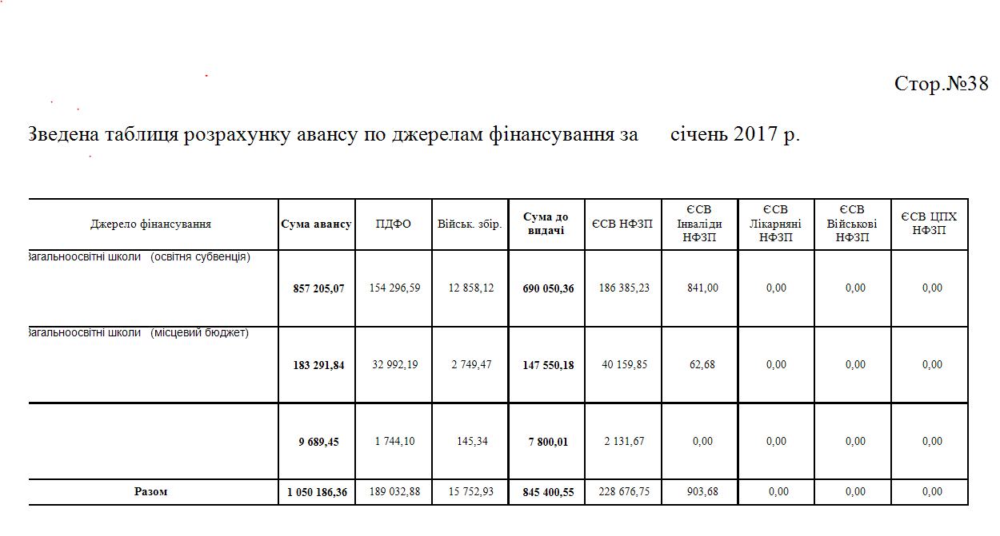 Стор.№38
Зведена таблиця розрахунку авансу по джерелам фінансування за січень 2017 р.
Джерело фінансування Сума авансу ПДФО Військ. збір. Сума до видачі ЄСВ НФЗП ЄСВ Інваліди НФЗП ЄСВ Лікарняні НФЗП ЄСВ Військові НФЗП ЄСВ ЦПХ НФЗП
Загальноосвітні школи (освітня субвенція)
857 205,07 154 296,59 12 858,12 690 050,36 186 385,23 841,00 0,00 0,00 0,00
Загальноосвітні школи (місцевий бюджет)
183 291,84 32 992,19 2 749,47 147 550,18 40 159,85 62,68 0,00 0,00 0,00
9 689,45 1 744,10 145,34 7 800,01 2 131,67 0,00 0,00 0,00 0,00
Разом 1 050 186,36 189 032,88 15 752,93 845 400,55 228 676,75 903,68 0,00 0,00 0,00